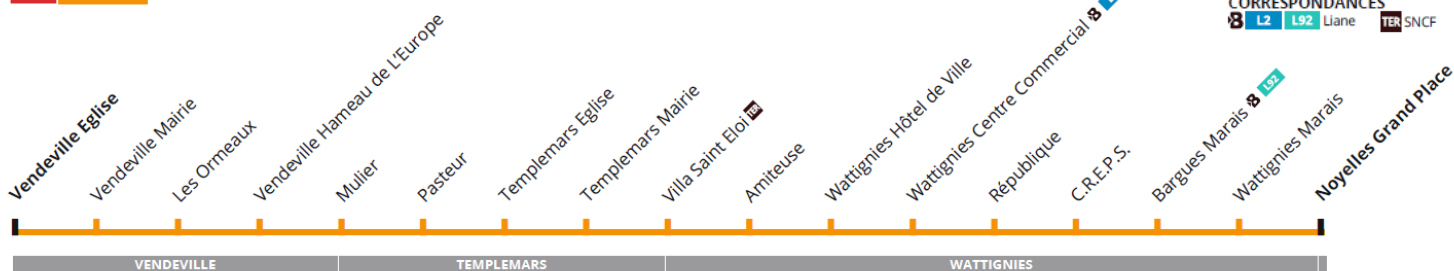 CORRESPONDANCES
L2 L92 Liane TER SNCF
Vendeville Eglise
Vendeville Mairie
Les Ormeaux
Vendeville Hameau de L'Europe
Mulier
Pasteur
Templemars Eglise
Templemars Mairie
Villa Saint Eloi TER
Amiteuse
Wattignies Hôtel de Ville
Wattignies Centre Commercial
République
C.R.E.P.S.
Bargues Marais L92
Wattignies Marais
Noyelles Grand Place
VENDEVILLE
TEMPLEMARS
WATTIGNIES